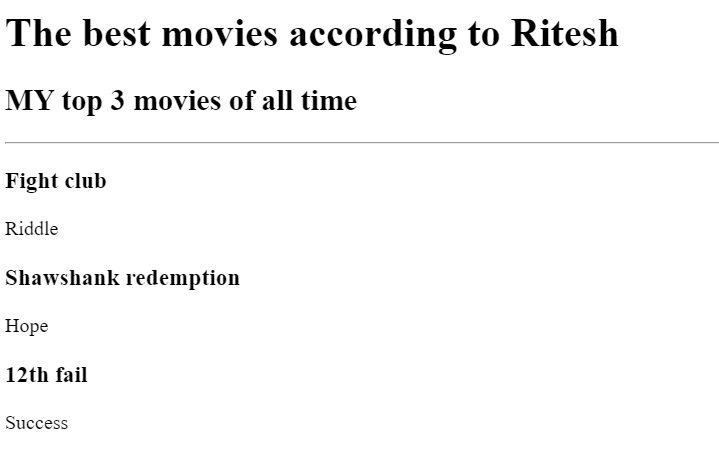 The best movies according to Ritesh
MY top 3 movies of all time
Fight club
Riddle
Shawshank redemption
Hope
12th fail
Success